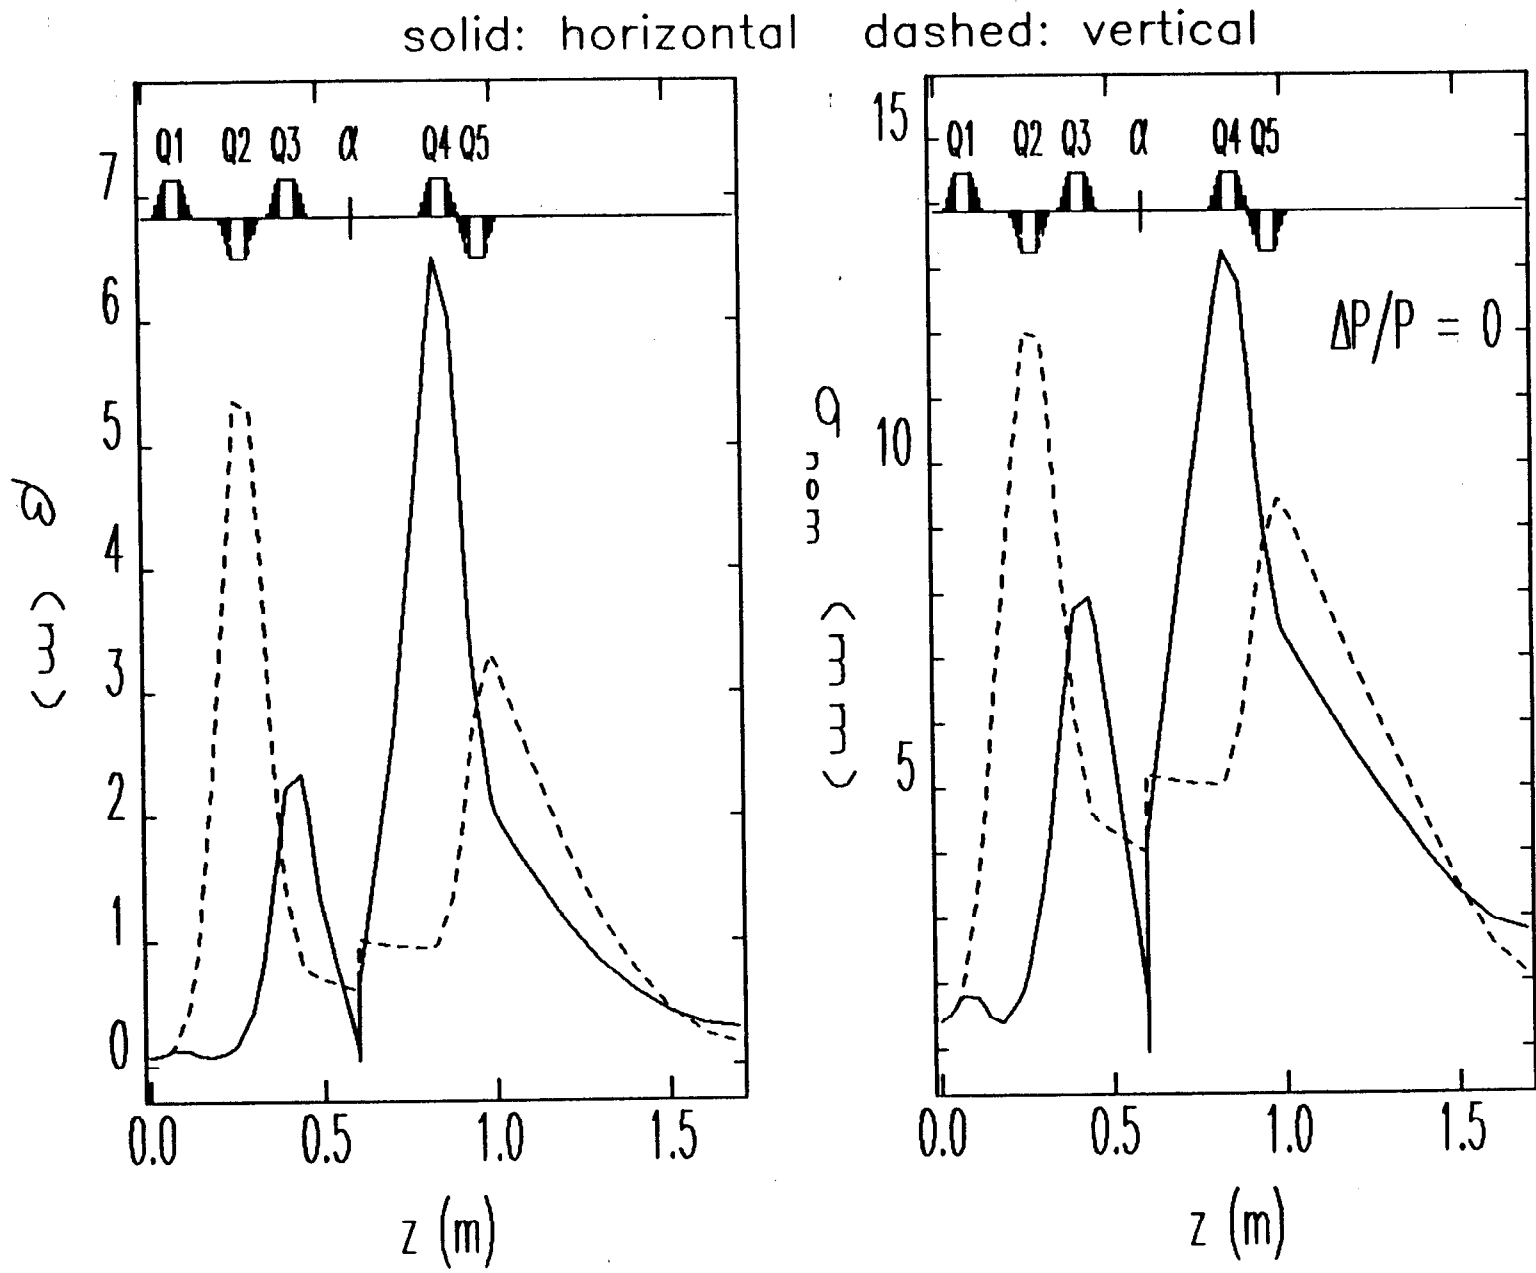 solid: horizontal dashed: vertical
Q1 Q2 Q3 α Q4 Q5
7
6
5
4
3
2
1
0
β (m)
0.0 0.5 1.0 1.5
z (m)
Q1 Q2 Q3 α Q4 Q5
ΔP/P = 0
15
10
5
(mm)
0.0 0.5 1.0 1.5
z (m)